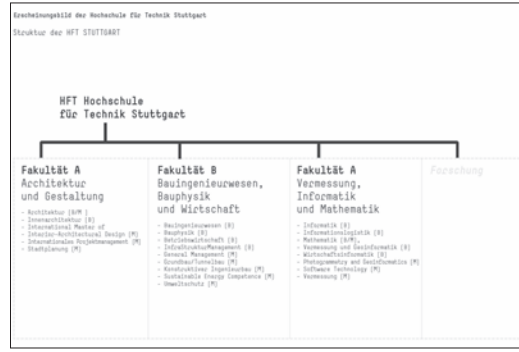 Erscheinungsbild der Hochschule für Technik Stuttgart
Struktur der HFT STUTTGART
HFT Hochschule
für Technik Stuttgart
Fakultät A
Architektur
und Gestaltung
- Architektur [B/M ]
- Innenarchitektur [B]
- International Master of
- Interior-Architectural Design [M]
- Internationales Projektmanagement [M]
- Stadtplanung [M]
Fakultät B
Bauingenieurwesen,
Bauphysik
und Wirtschaft
- Bauingenieurwesen [B]
- Bauphysik [B]
- Betriebswirtschaft [B]
- InfraStrukturManagement [B]
- General Management [M]
- Grundbau/Tunnelbau [M]
- Konstruktiver Ingenieurbau [M]
- Sustainable Energy Competence [M]
- Umweltschutz [M]
Fakultät A
Vermessung,
Informatik
und Mathematik
- Informatik [B]
- Informationslogistik [B]
- Mathematik [B/M],
- Vermessung und Geoinformatik [B]
- Wirtschaftsinformatik [B]
- Photogrammetry and Geoinformatics [M]
- Software Technology [M]
- Vermessung [M]
Forschung